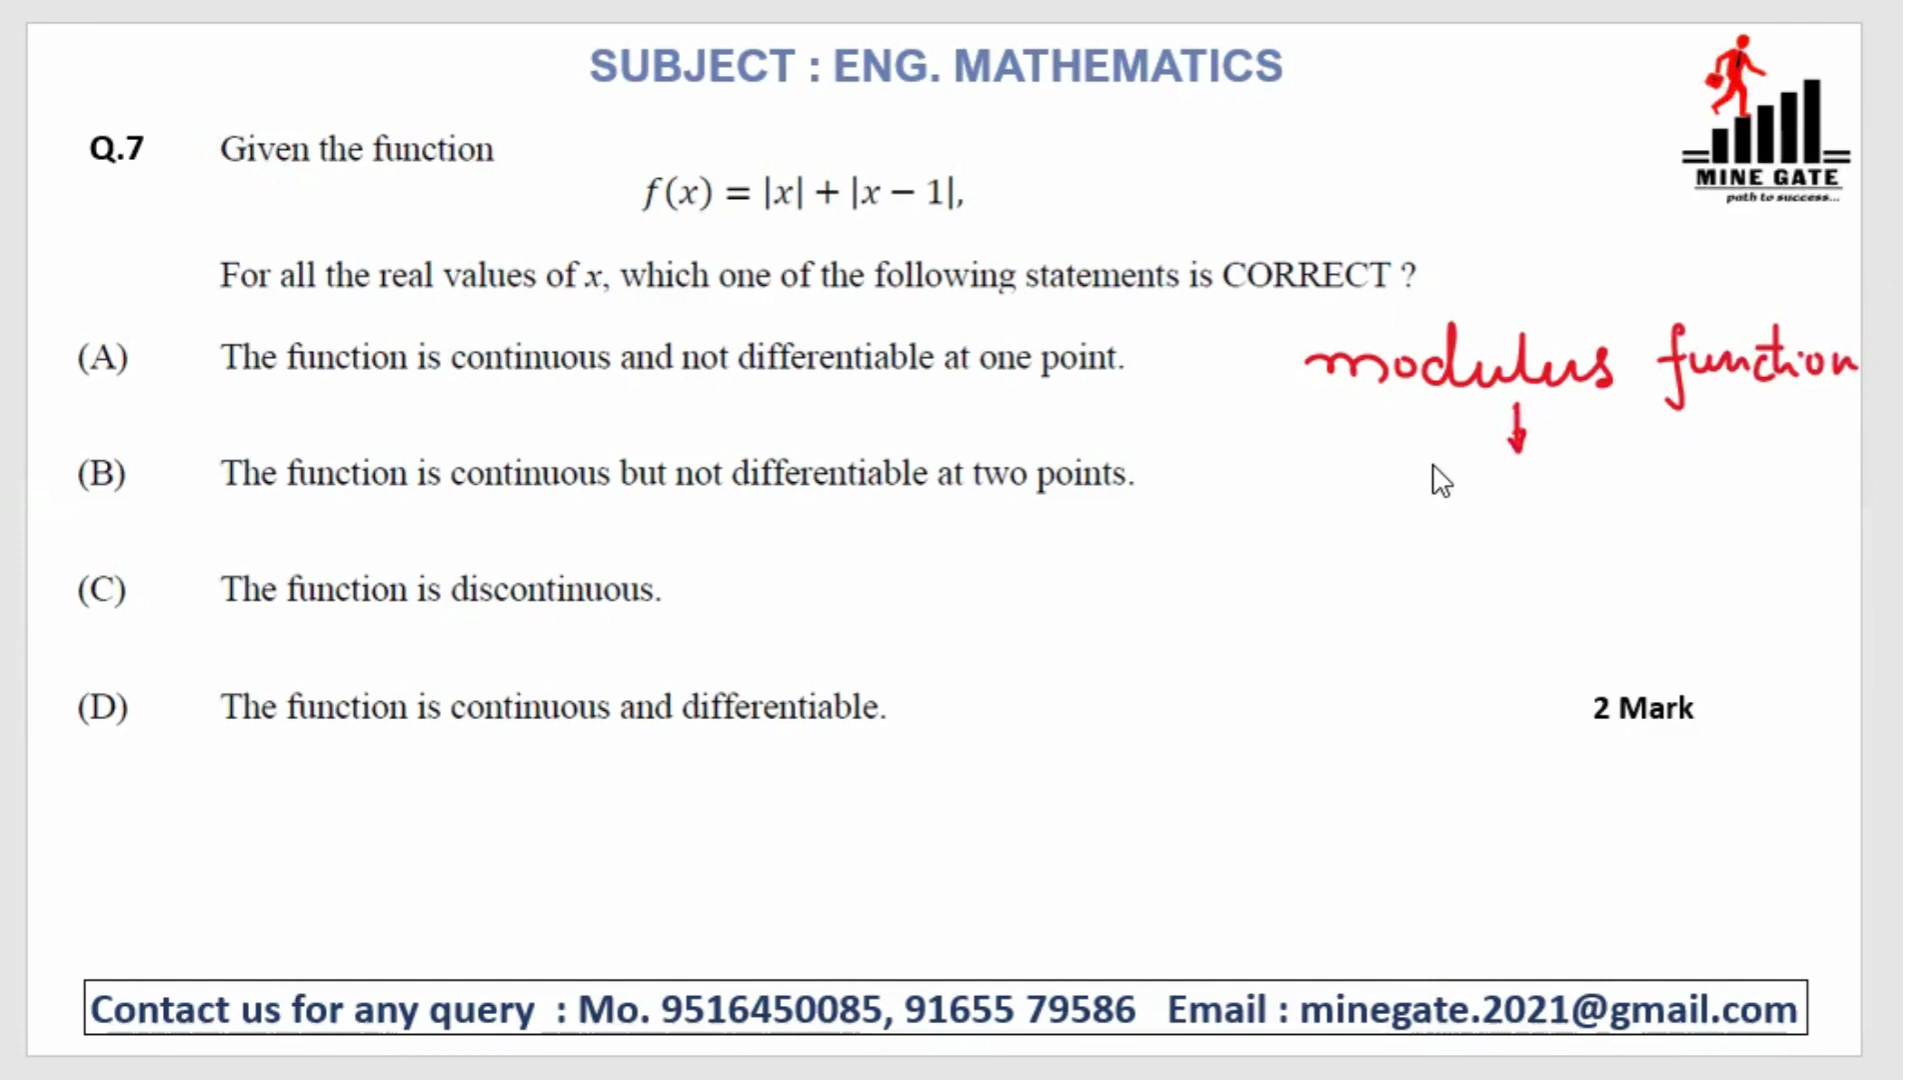 SUBJECT : ENG. MATHEMATICS
MINE GATE
path to success...
Q.7 Given the function
f(x) = |x| + |x − 1|,
For all the real values of x, which one of the following statements is CORRECT ?
(A) The function is continuous and not differentiable at one point.
modulus function
(B) The function is continuous but not differentiable at two points.
(C) The function is discontinuous.
(D) The function is continuous and differentiable.
2 Mark
Contact us for any query : Mo. 9516450085, 91655 79586 Email : minegate.2021@gmail.com